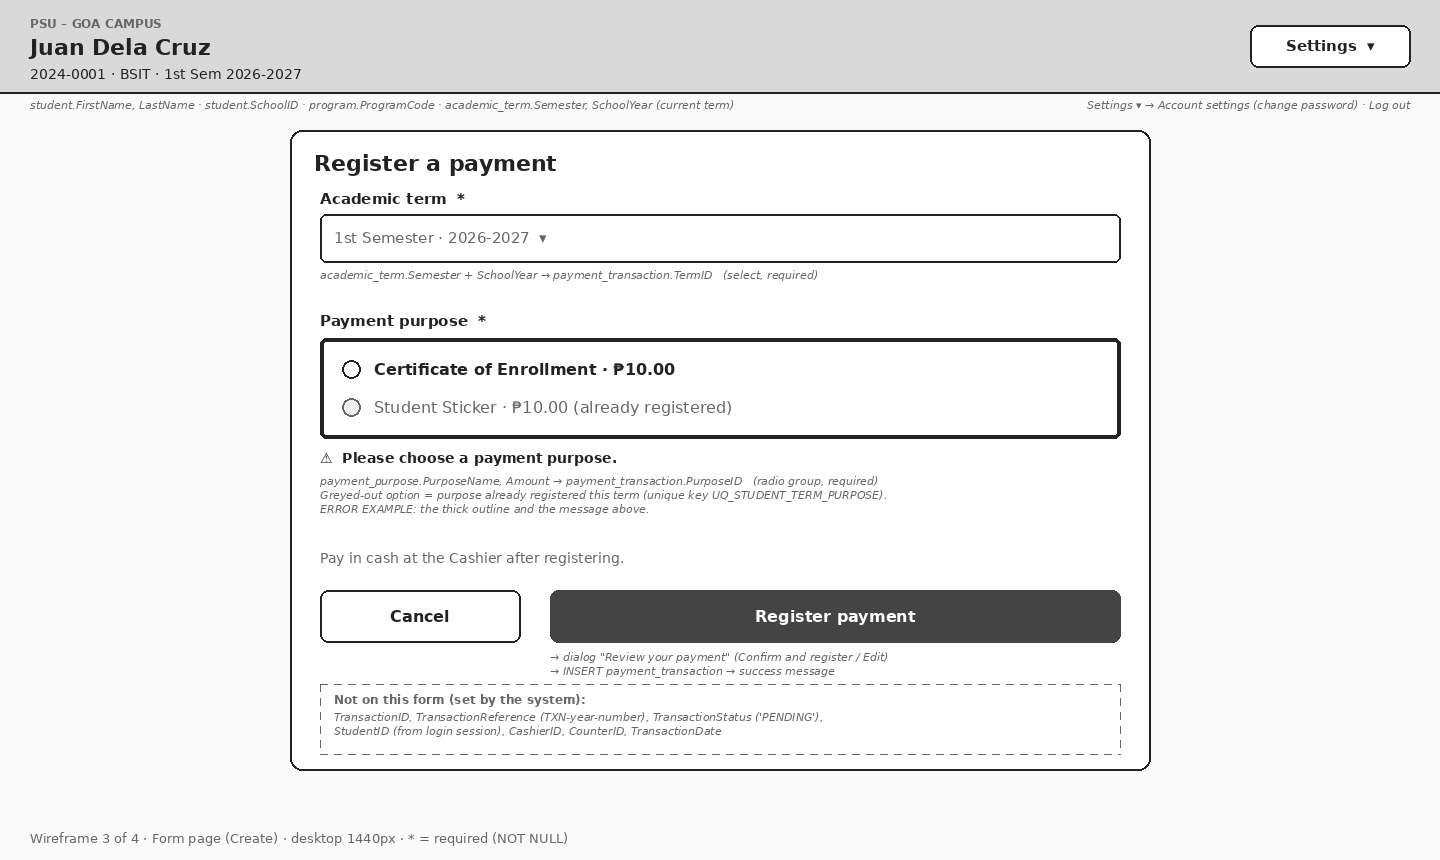 PSU – GOA CAMPUS
Juan Dela Cruz
2024-0001 · BSIT · 1st Sem 2026-2027
Settings ▾
student.FirstName, LastName · student.SchoolID · program.ProgramCode · academic_term.Semester, SchoolYear (current term)
Settings ▾ → Account settings (change password) · Log out
Register a payment
Academic term *
1st Semester · 2026-2027 ▾
academic_term.Semester + SchoolYear → payment_transaction.TermID (select, required)
Payment purpose *
Certificate of Enrollment · ₱10.00
Student Sticker · ₱10.00 (already registered)
⚠ Please choose a payment purpose.
payment_purpose.PurposeName, Amount → payment_transaction.PurposeID (radio group, required)
Greyed-out option = purpose already registered this term (unique key UQ_STUDENT_TERM_PURPOSE).
ERROR EXAMPLE: the thick outline and the message above.
Pay in cash at the Cashier after registering.
Cancel
Register payment
→ dialog "Review your payment" (Confirm and register / Edit)
→ INSERT payment_transaction → success message
Not on this form (set by the system):
TransactionID, TransactionReference (TXN-year-number), TransactionStatus ('PENDING'),
StudentID (from login session), CashierID, CounterID, TransactionDate
Wireframe 3 of 4 · Form page (Create) · desktop 1440px · * = required (NOT NULL)